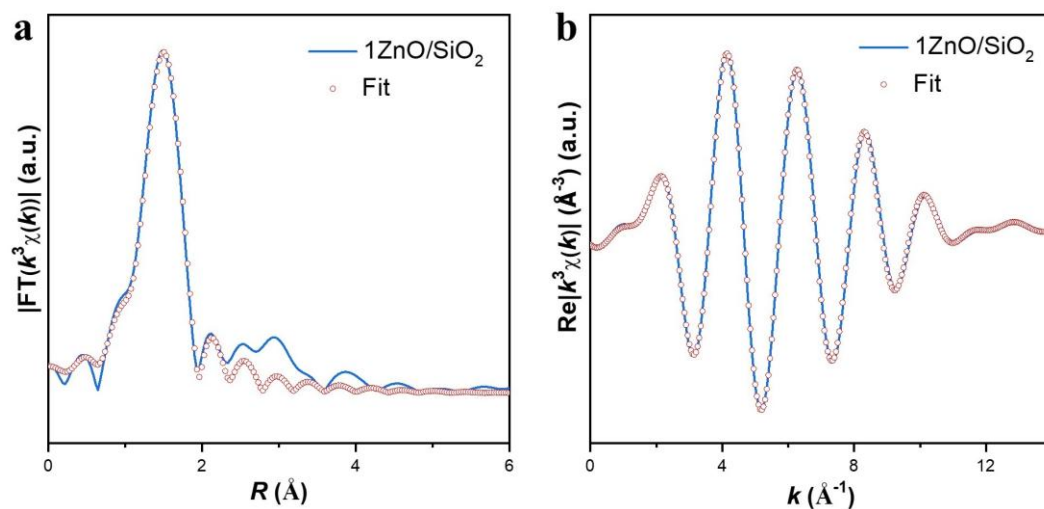 a
1ZnO/SiO₂
Fit
|FT(k³χ(k))| (a.u.)
0 2 4 6
R (Å)
b
1ZnO/SiO₂
Fit
Re|k³χ(k)| (Å⁻³) (a.u.)
0 4 8 12
k (Å⁻¹)